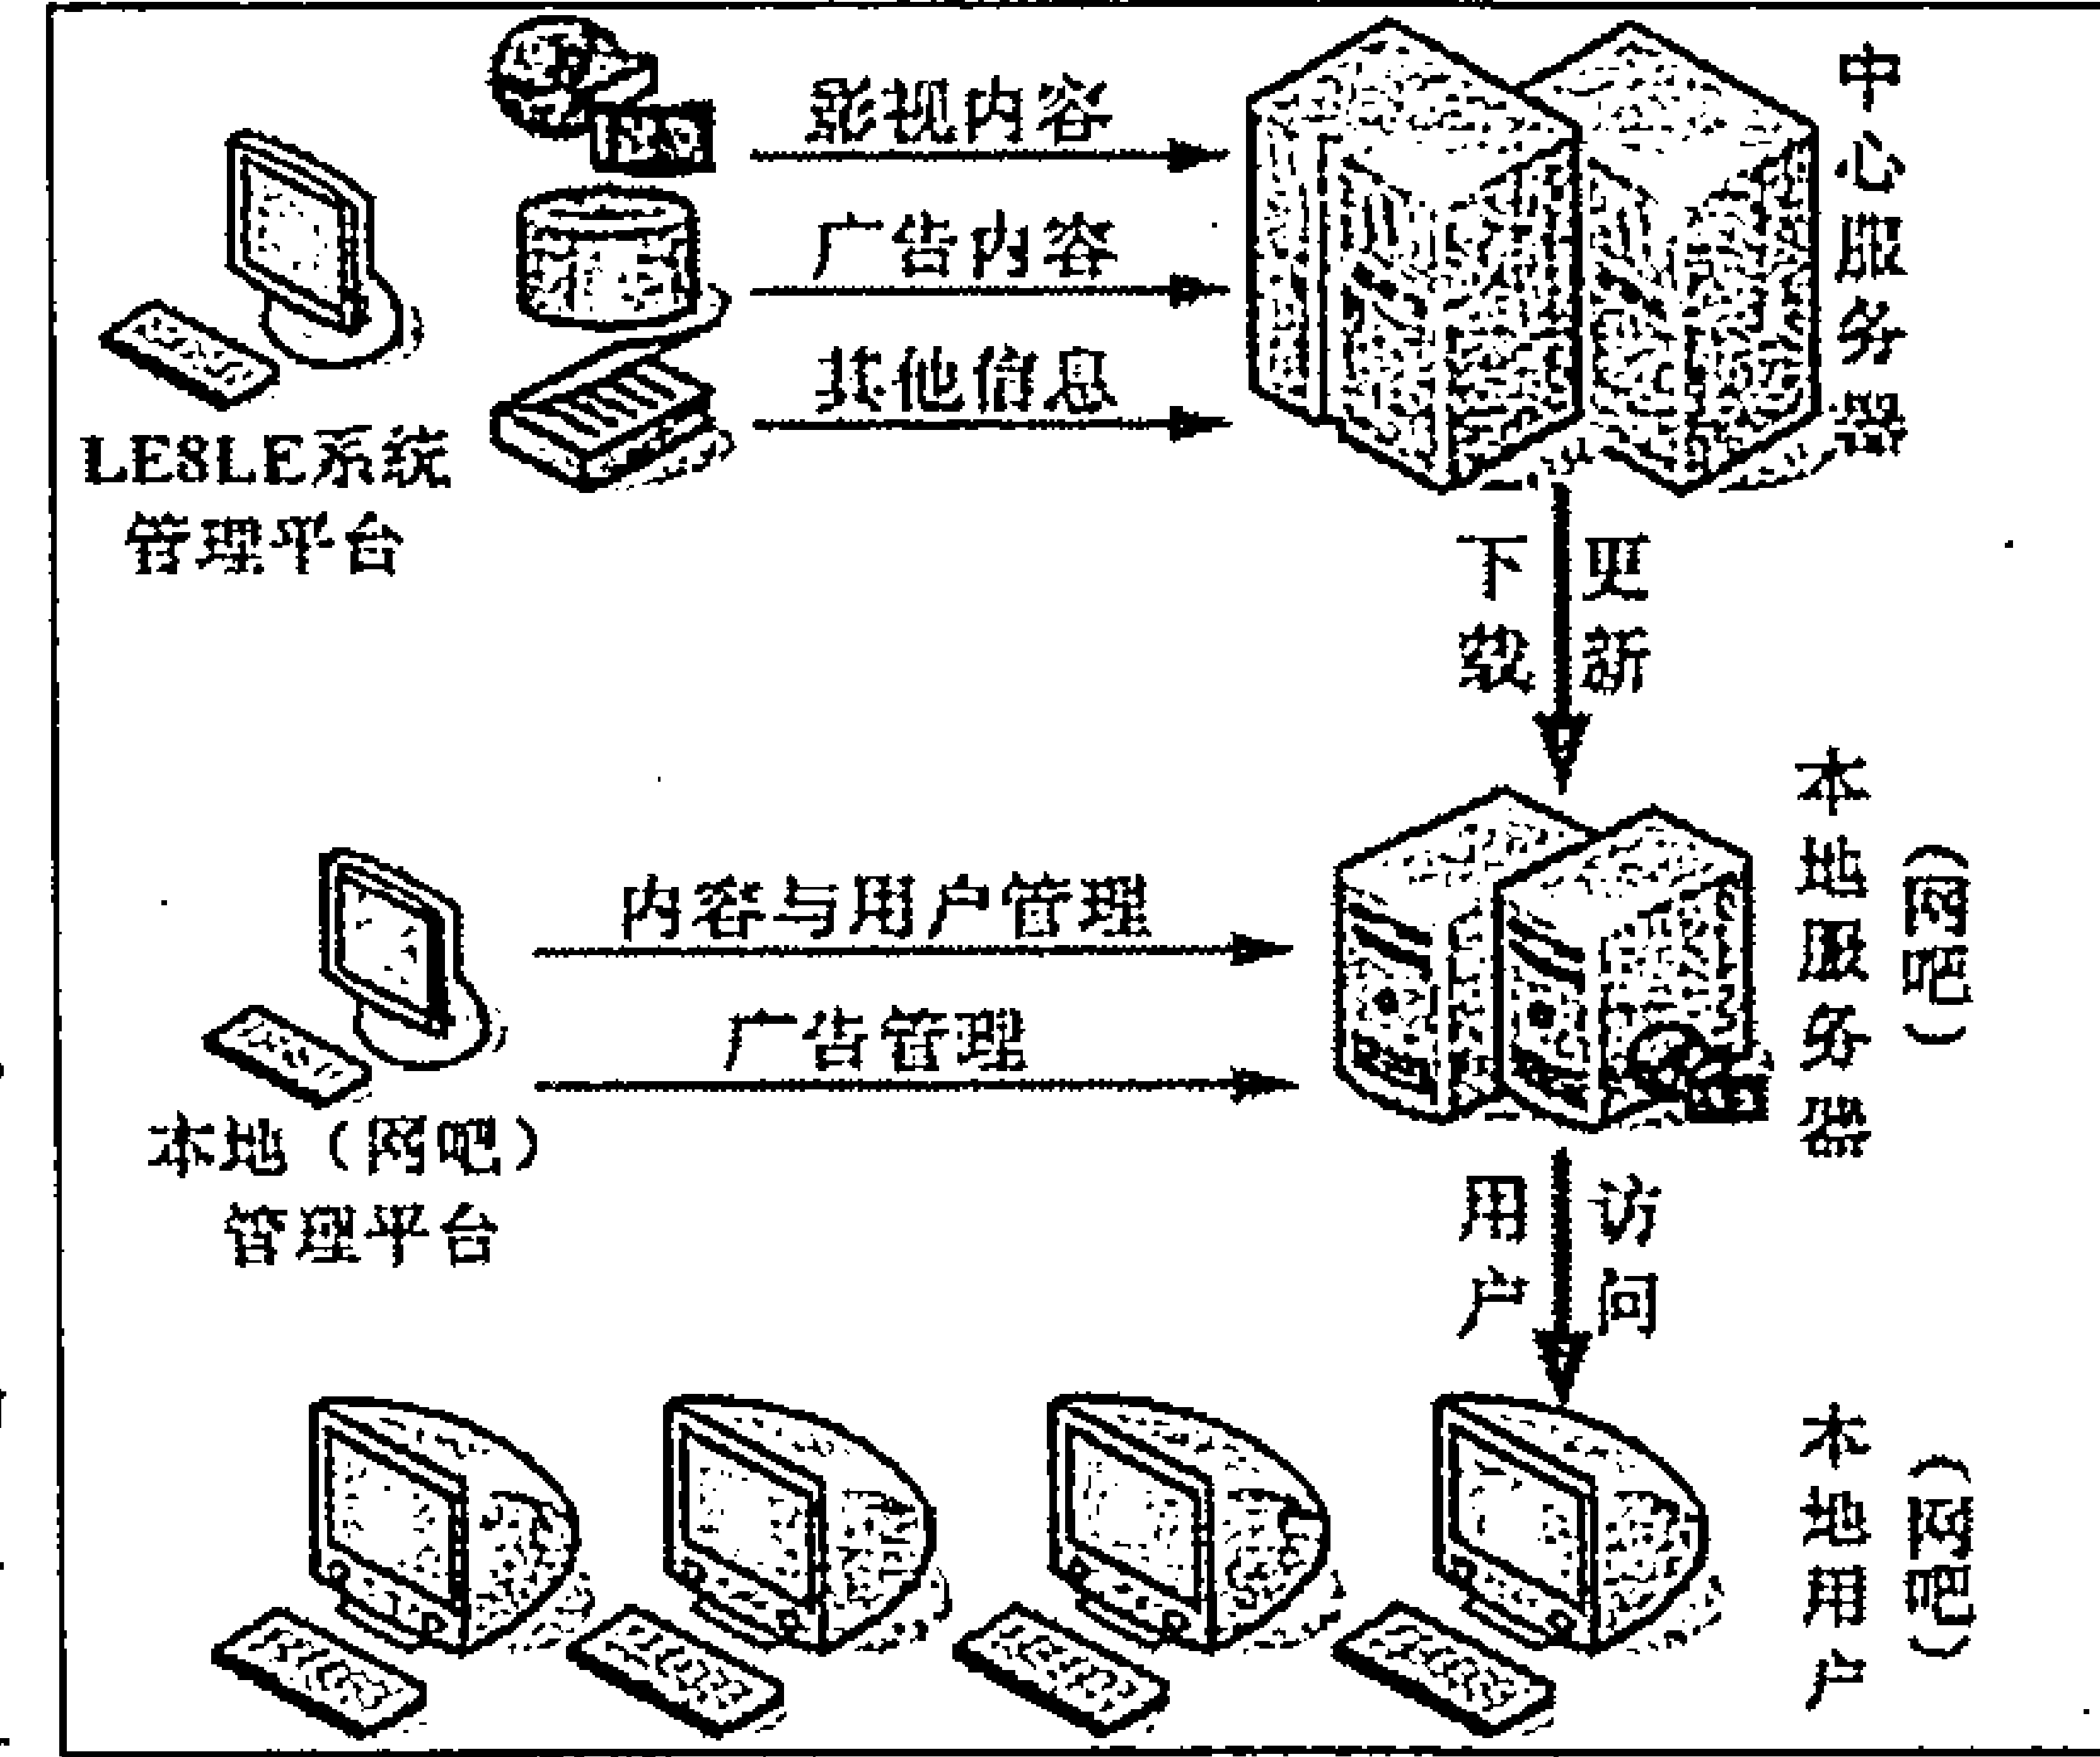 影视内容
广告内容
其他信息
LE8LE系统
管理平台
中心服务器
下载
更新
内容与用户管理
广告管理
本地（网吧）
管理平台
本地服务器
（网吧）
用户
访问
本地用户
（网吧）